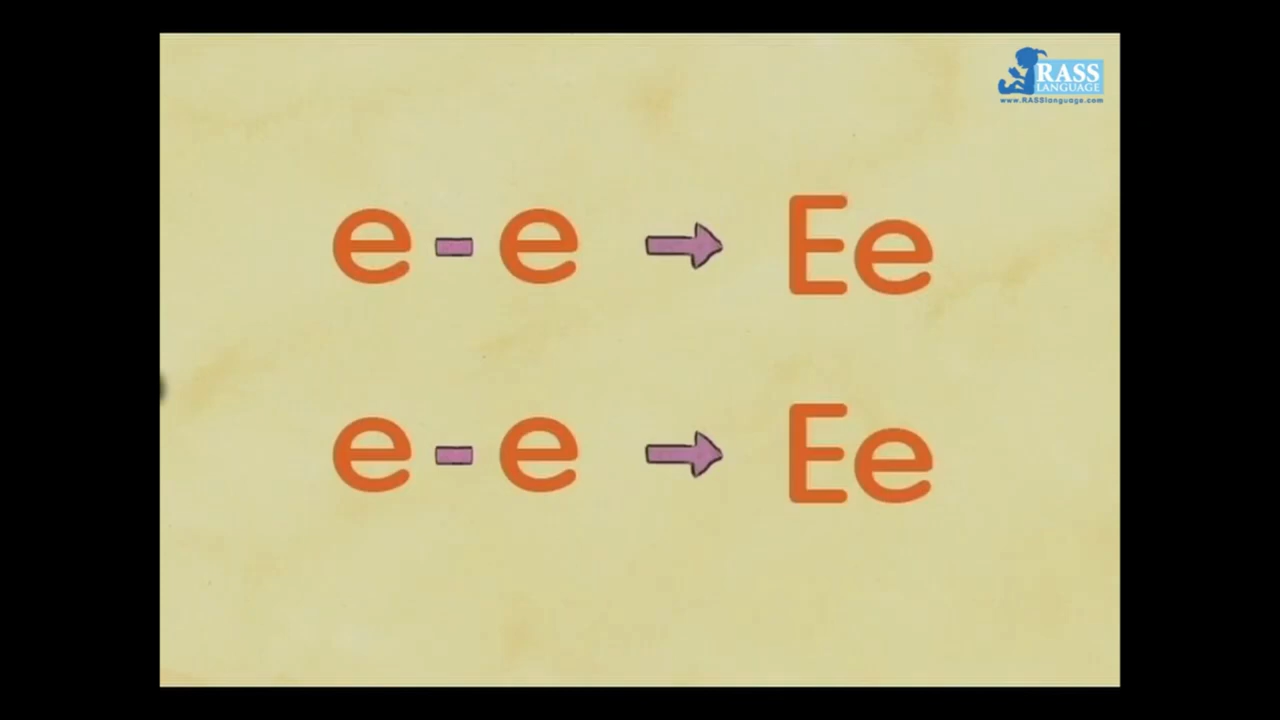 RASS
LANGUAGE
www.RASSlanguage.com
e - e → Ee
e - e → Ee